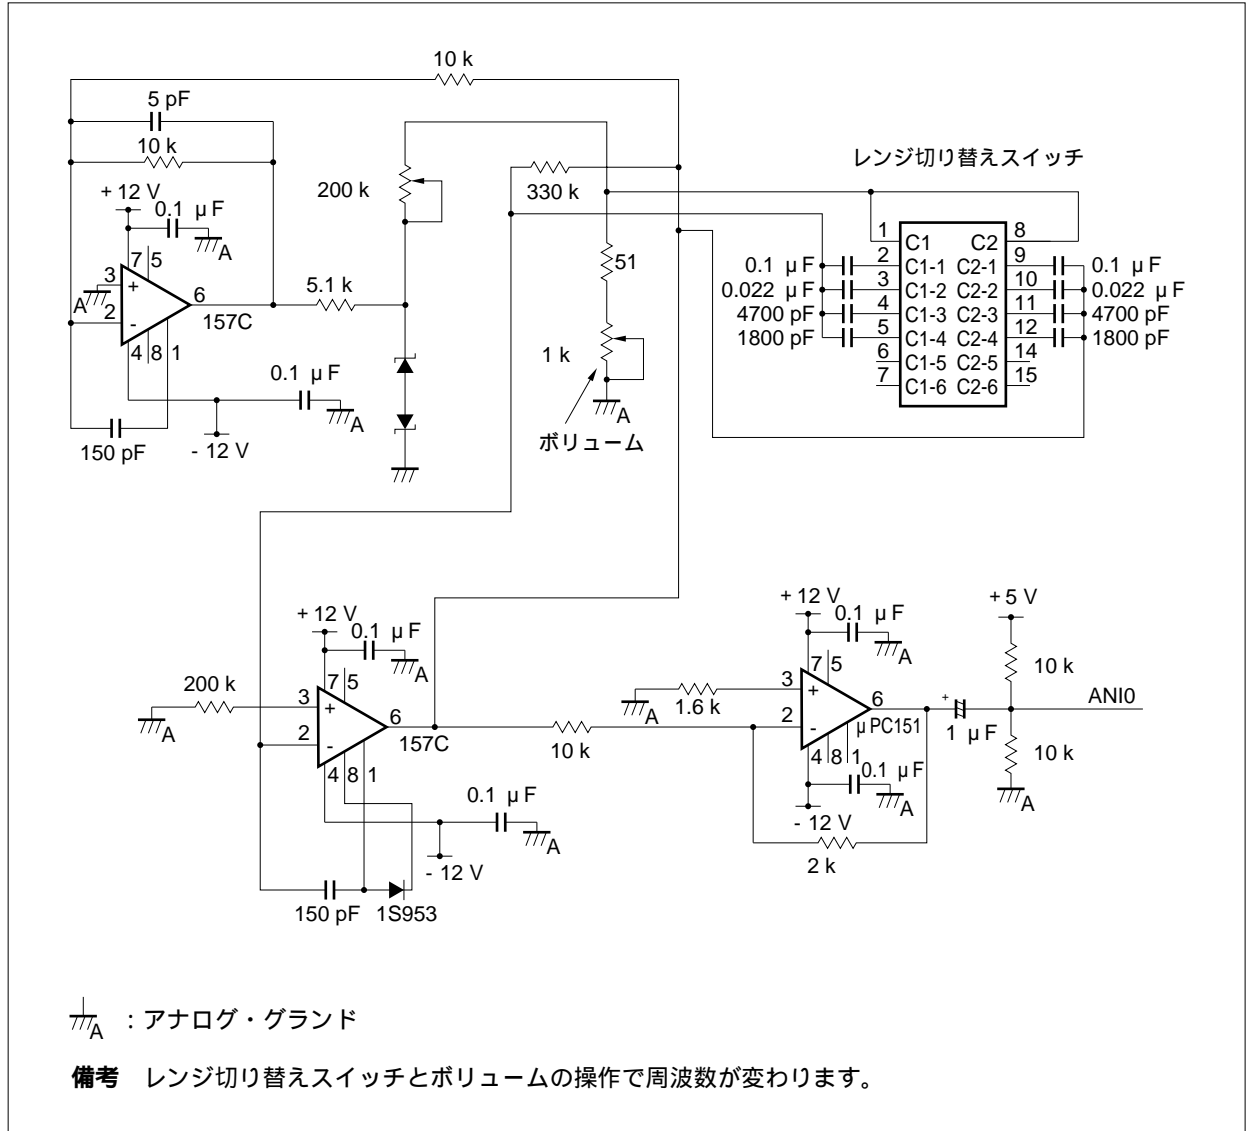 10 k
5 pF
10 k
+ 12 V
0.1 μF
A
7 5
3
+
A
2
-
6
157C
4 8 1
0.1 μF
A
- 12 V
150 pF
5.1 k
200 k
330 k
51
1 k
A
ボリューム
レンジ切り替えスイッチ
1 C1 C2 8
0.1 μF 2 C1-1 C2-1 9 0.1 μF
0.022 μF 3 C1-2 C2-2 10 0.022 μF
4700 pF 4 C1-3 C2-3 11 4700 pF
1800 pF 5 C1-4 C2-4 12 1800 pF
6 C1-5 C2-5 14
7 C1-6 C2-6 15
+ 12 V
0.1 μF
A
7 5
200 k
3
+
A
2
-
6
157C
4 8 1
0.1 μF
A
- 12 V
150 pF
1S953
10 k
+ 12 V
0.1 μF
A
7 5
3
+
1.6 k
A
2
-
6
μPC151
4 8 1
0.1 μF
A
- 12 V
2 k
+
1 μF
+ 5 V
10 k
ANI0
10 k
A
A :アナログ・グランド
備考 レンジ切り替えスイッチとボリュームの操作で周波数が変わります。